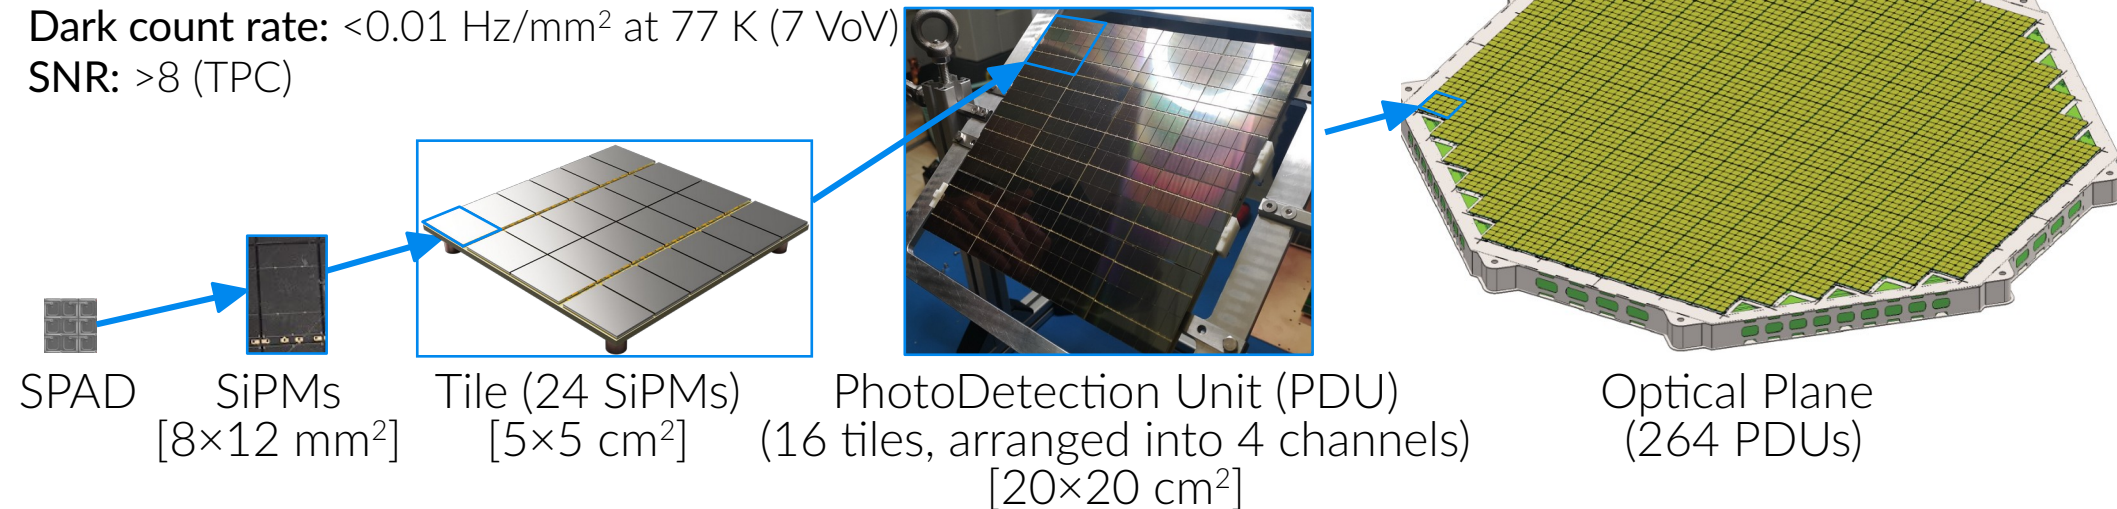 Dark count rate: <0.01 Hz/mm² at 77 K (7 VoV)
SNR: >8 (TPC)
SPAD
SiPMs
[8×12 mm²]
Tile (24 SiPMs)
[5×5 cm²]
PhotoDetection Unit (PDU)
(16 tiles, arranged into 4 channels)
[20×20 cm²]
Optical Plane
(264 PDUs)